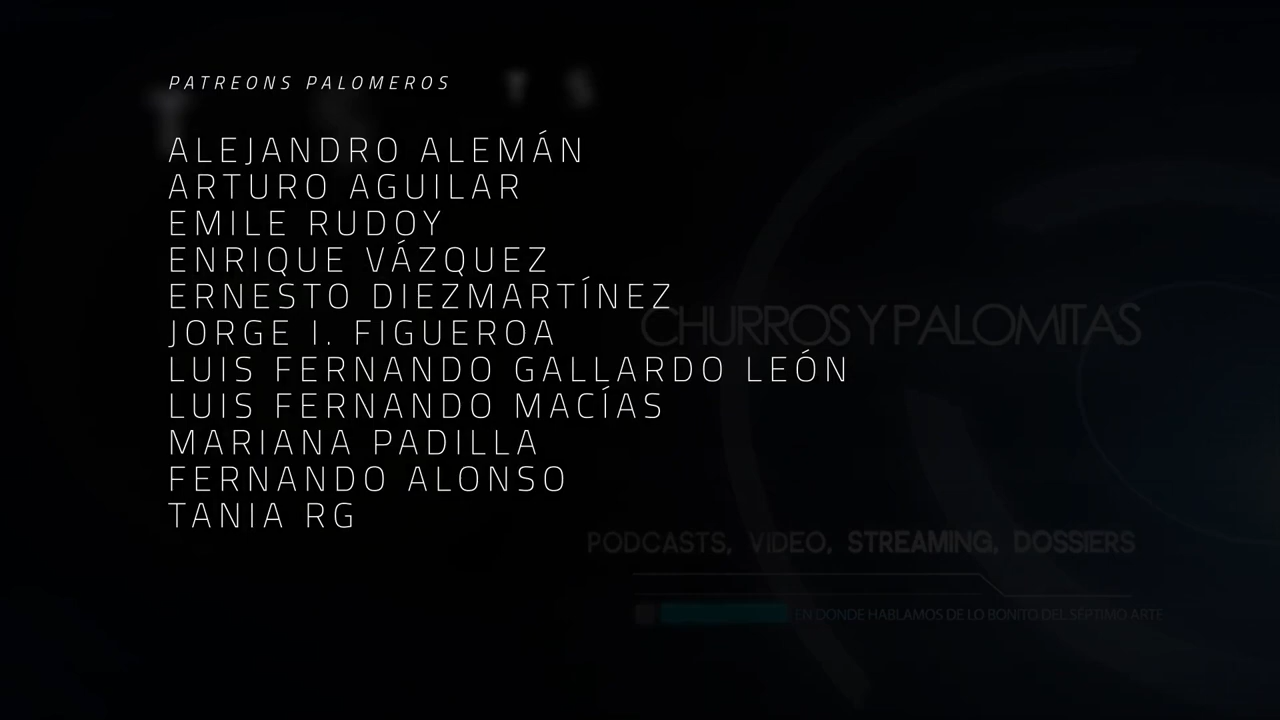 PATREONS PALOMEROS
ALEJANDRO ALEMÁN
ARTURO AGUILAR
EMILE RUDOY
ENRIQUE VÁZQUEZ
ERNESTO DIEZMARTÍNEZ
JORGE I. FIGUEROA
LUIS FERNANDO GALLARDO LEÓN
LUIS FERNANDO MACÍAS
MARIANA PADILLA
FERNANDO ALONSO
TANIA RG
CHURROS Y PALOMITAS
PODCASTS, VIDEO, STREAMING, DOSSIERS
EN DONDE HABLAMOS DE LO BONITO DEL SÉPTIMO ARTE